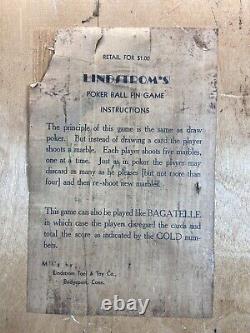 RETAIL FOR $1.00
LINDSTROM'S
POKER BALL PIN GAME
INSTRUCTIONS
The principle of this game is the same as draw
poker. But instead of drawing a card the player
shoots a marble. Each player shoots five marbles,
one at a time. Just as in poker the player may
discard as many as he pleases [but not more than
four] and then re-shoot new marbles.
This game can also be played like BAGATELLE
in which case the players disregard the cards and
total the score as indicated by the GOLD num-
bers.
by
Lindstrom Tool & Toy Co.,
Bridgeport, Conn.